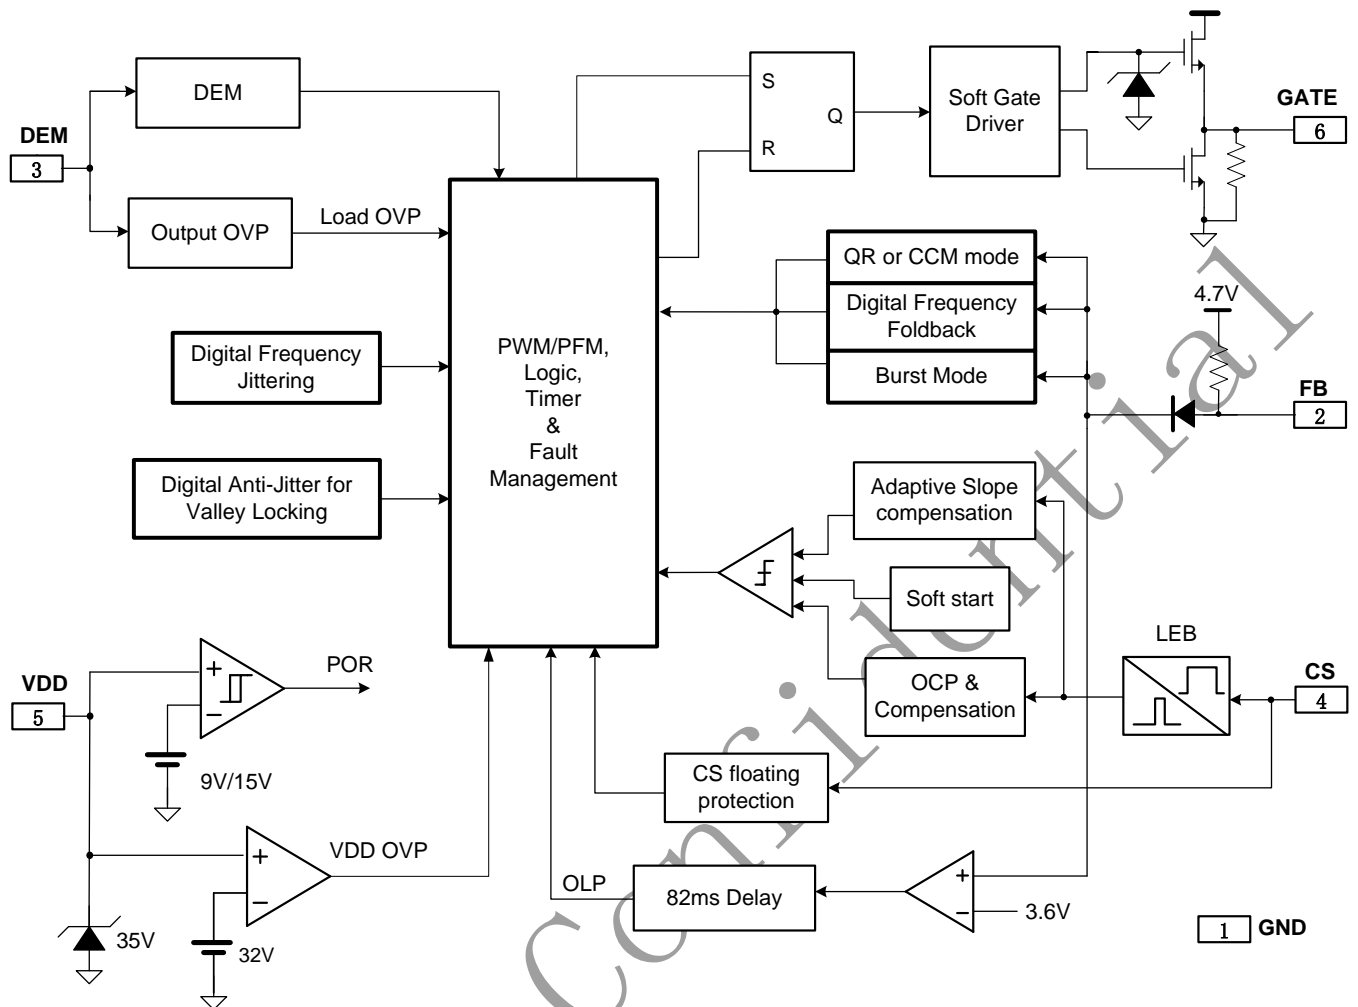 DEM
S
Q
R
Soft Gate
Driver
GATE
6
DEM
3
Output OVP
Load OVP
QR or CCM mode
Digital Frequency
Foldback
Burst Mode
4.7V
FB
2
Digital Frequency
Jittering
PWM/PFM,
Logic,
Timer
&
Fault
Management
Digital Anti-Jitter for
Valley Locking
Adaptive Slope
compensation
Soft start
OCP &
Compensation
LEB
CS
4
VDD
5
+
−
POR
9V/15V
CS floating
protection
+
−
VDD OVP
35V
32V
OLP
82ms Delay
+
−
3.6V
1
GND
Confidential